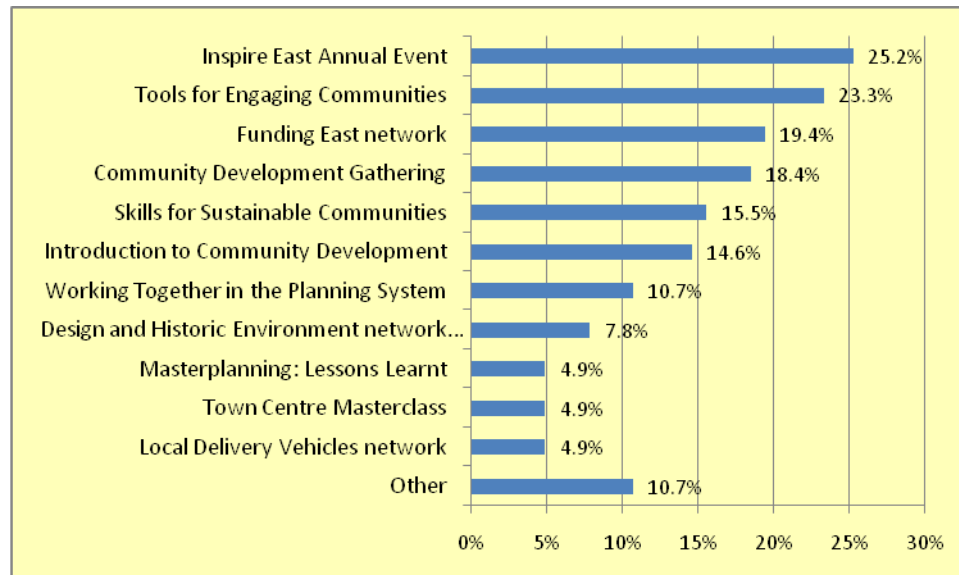 Inspire East Annual Event 25.2%
Tools for Engaging Communities 23.3%
Funding East network 19.4%
Community Development Gathering 18.4%
Skills for Sustainable Communities 15.5%
Introduction to Community Development 14.6%
Working Together in the Planning System 10.7%
Design and Historic Environment network... 7.8%
Masterplanning: Lessons Learnt 4.9%
Town Centre Masterclass 4.9%
Local Delivery Vehicles network 4.9%
Other 10.7%
0% 5% 10% 15% 20% 25% 30%